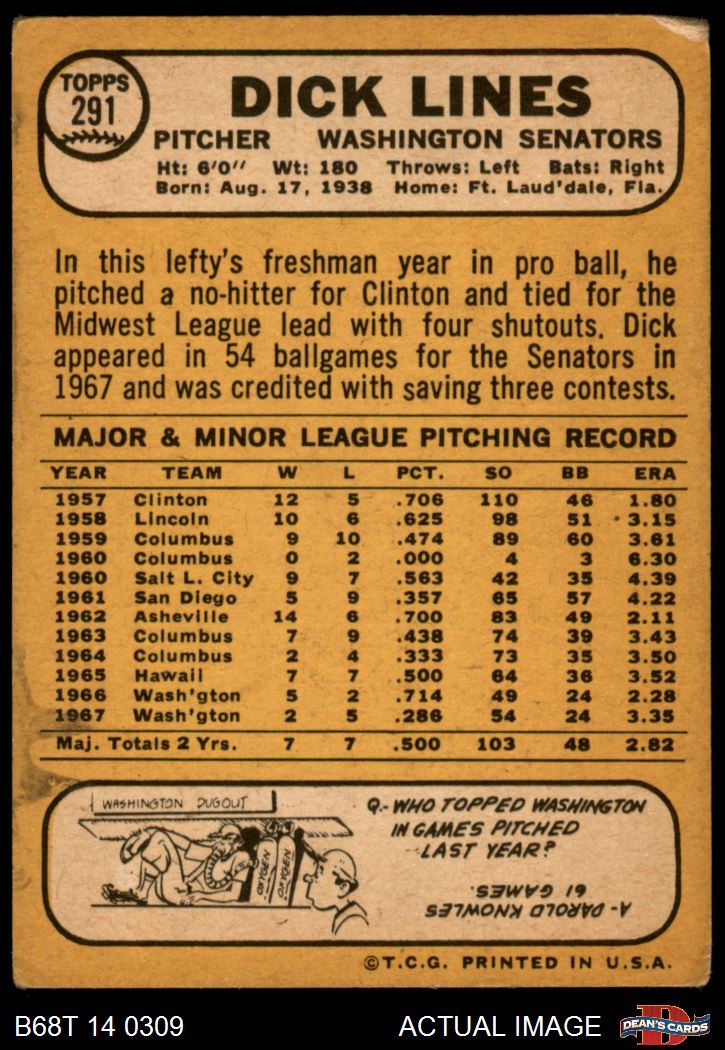 TOPPS
291
DICK LINES
PITCHER WASHINGTON SENATORS
Ht: 6'0" Wt: 180 Throws: Left Bats: Right
Born: Aug. 17, 1938 Home: Ft. Laud'dale, Fla.
In this lefty's freshman year in pro ball, he
pitched a no-hitter for Clinton and tied for the
Midwest League lead with four shutouts. Dick
appeared in 54 ballgames for the Senators in
1967 and was credited with saving three contests.
MAJOR & MINOR LEAGUE PITCHING RECORD
YEAR TEAM W L PCT. SO BB ERA
1957 Clinton 12 5 .706 110 46 1.80
1958 Lincoln 10 6 .625 98 51 3.15
1959 Columbus 9 10 .474 89 60 3.61
1960 Columbus 0 2 .000 4 3 6.30
1960 Salt L. City 9 7 .563 42 35 4.39
1961 San Diego 5 9 .357 65 57 4.22
1962 Asheville 14 6 .700 83 49 2.11
1963 Columbus 7 9 .438 74 39 3.43
1964 Columbus 2 4 .333 73 35 3.50
1965 Hawaii 7 7 .500 64 36 3.52
1966 Wash'gton 5 2 .714 49 24 2.28
1967 Wash'gton 2 5 .286 54 24 3.35
Maj. Totals 2 Yrs. 7 7 .500 103 48 2.82
WASHINGTON DUGOUT
OXYGEN
OXYGEN
Q.- WHO TOPPED WASHINGTON
IN GAMES PITCHED
LAST YEAR?
A- DAROLD KNOWLES
61 GAMES.
©T.C.G. PRINTED IN U.S.A.
B68T 14 0309 ACTUAL IMAGE
D
DEAN'S CARDS